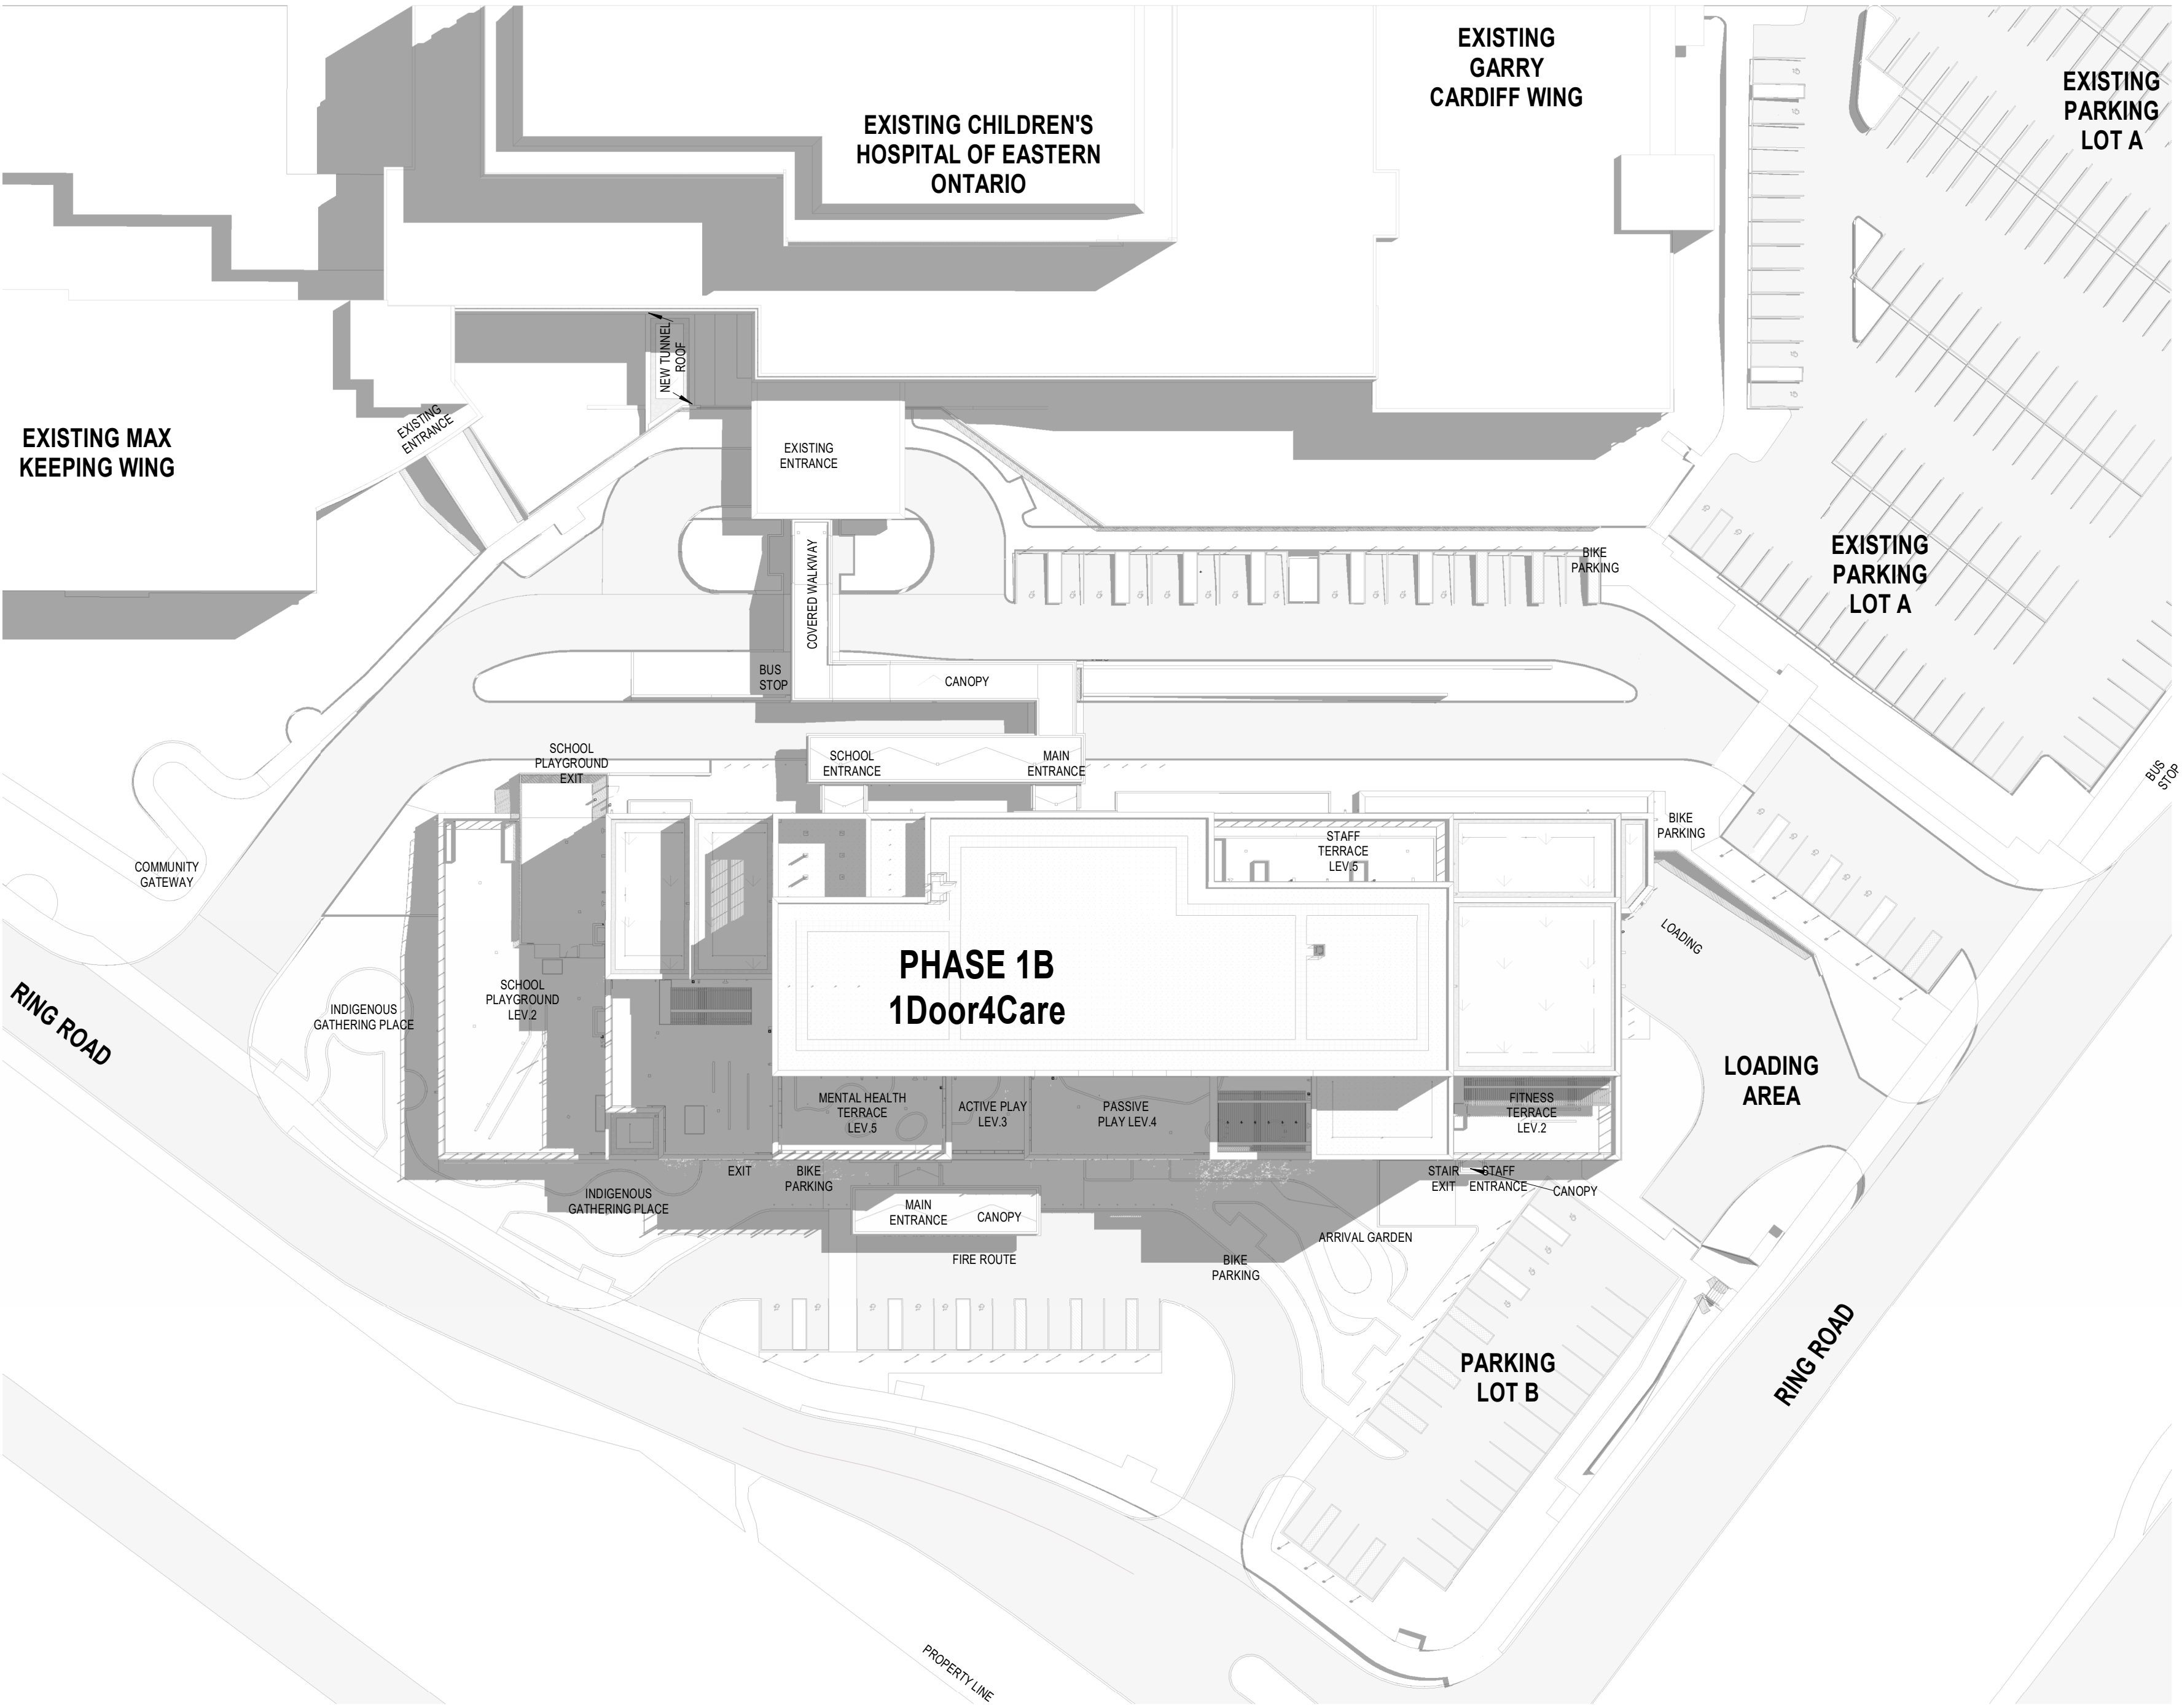 EXISTING
GARRY
CARDIFF WING
EXISTING
PARKING
LOT A
EXISTING CHILDREN'S
HOSPITAL OF EASTERN
ONTARIO
NEW TUNNEL
ROOF
EXISTING
ENTRANCE
EXISTING MAX
KEEPING WING
EXISTING
ENTRANCE
COVERED WALKWAY
BIKE
PARKING
EXISTING
PARKING
LOT A
BUS
STOP
CANOPY
SCHOOL
PLAYGROUND
EXIT
SCHOOL
ENTRANCE
MAIN
ENTRANCE
BUS
STOP
COMMUNITY
GATEWAY
STAFF
TERRACE
LEV.5
BIKE
PARKING
LOADING
PHASE 1B
1Door4Care
RING ROAD
INDIGENOUS
GATHERING PLACE
SCHOOL
PLAYGROUND
LEV.2
LOADING
AREA
MENTAL HEALTH
TERRACE
LEV.5
ACTIVE PLAY
LEV.3
PASSIVE
PLAY LEV.4
FITNESS
TERRACE
LEV.2
EXIT
BIKE
PARKING
STAIR
EXIT
STAFF
ENTRANCE
CANOPY
INDIGENOUS
GATHERING PLACE
MAIN
ENTRANCE
CANOPY
ARRIVAL GARDEN
FIRE ROUTE
BIKE
PARKING
PARKING
LOT B
RING ROAD
PROPERTY LINE